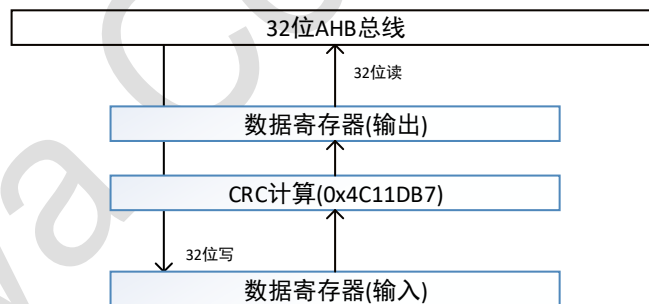 32位AHB总线
32位读
数据寄存器(输出)
CRC计算(0x4C11DB7)
32位写
数据寄存器(输入)